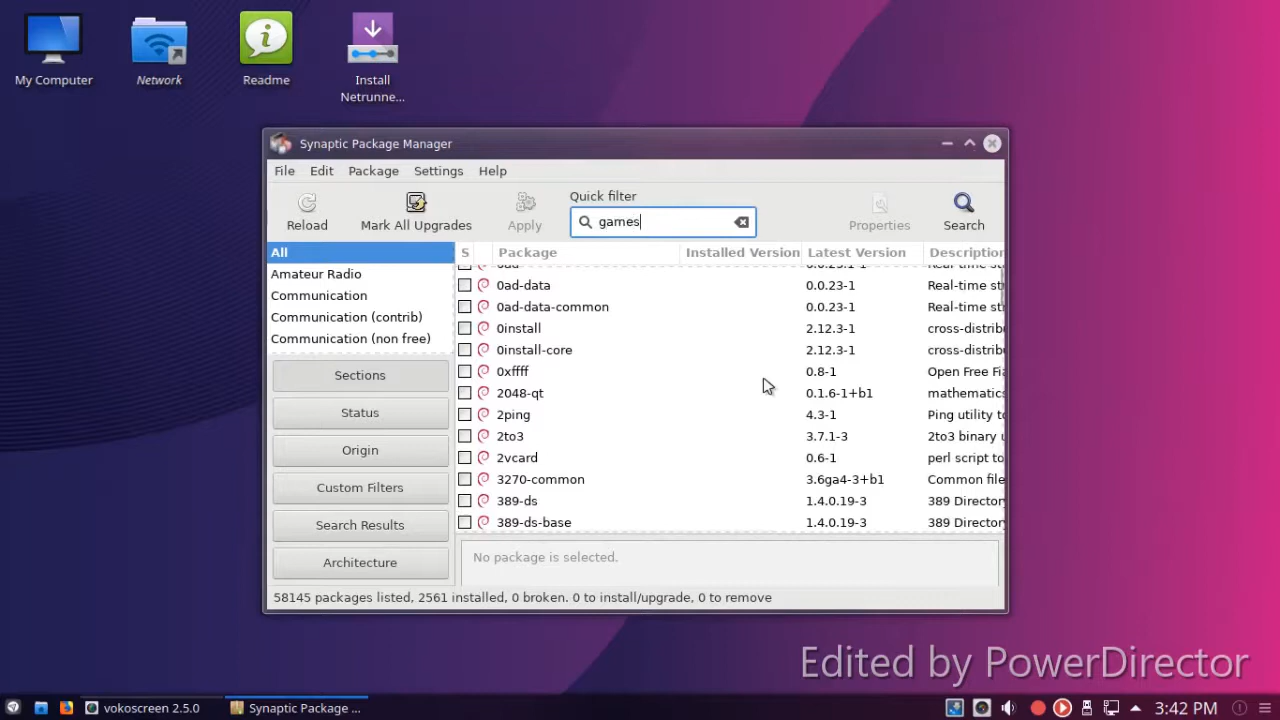 My Computer
Network
Readme
Install
Netrunne...
Synaptic Package Manager
File Edit Package Settings Help
Quick filter
Reload Mark All Upgrades Apply games Properties Search
All
Amateur Radio
Communication
Communication (contrib)
Communication (non free)
Sections
Status
Origin
Custom Filters
Search Results
Architecture
S Package Installed Version Latest Version Description
0ad-data 0.0.23-1 Real-time st
0ad-data-common 0.0.23-1 Real-time st
0install 2.12.3-1 cross-distrib
0install-core 2.12.3-1 cross-distrib
0xffff 0.8-1 Open Free Fi
2048-qt 0.1.6-1+b1 mathematic
2ping 4.3-1 Ping utility t
2to3 3.7.1-3 2to3 binary
2vcard 0.6-1 perl script to
3270-common 3.6ga4-3+b1 Common file
389-ds 1.4.0.19-3 389 Directory
389-ds-base 1.4.0.19-3 389 Directory
No package is selected.
58145 packages listed, 2561 installed, 0 broken. 0 to install/upgrade, 0 to remove
Edited by PowerDirector
vokoscreen 2.5.0 Synaptic Package ... 3:42 PM